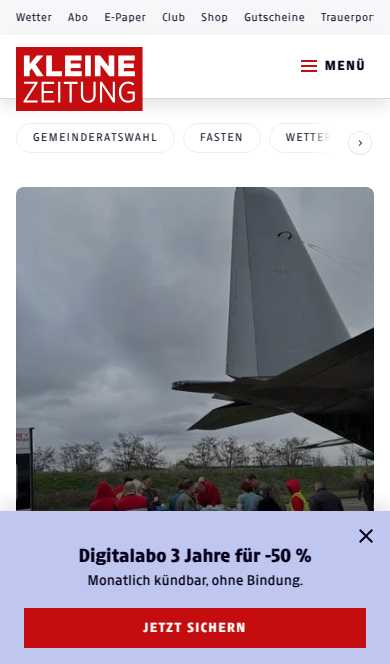 Wetter Abo E-Paper Club Shop Gutscheine Trauerpor
KLEINE
ZEITUNG
MENÜ
GEMEINDERATSWAHL FASTEN WETTER
Digitalabo 3 Jahre für -50 %
Monatlich kündbar, ohne Bindung.
JETZT SICHERN